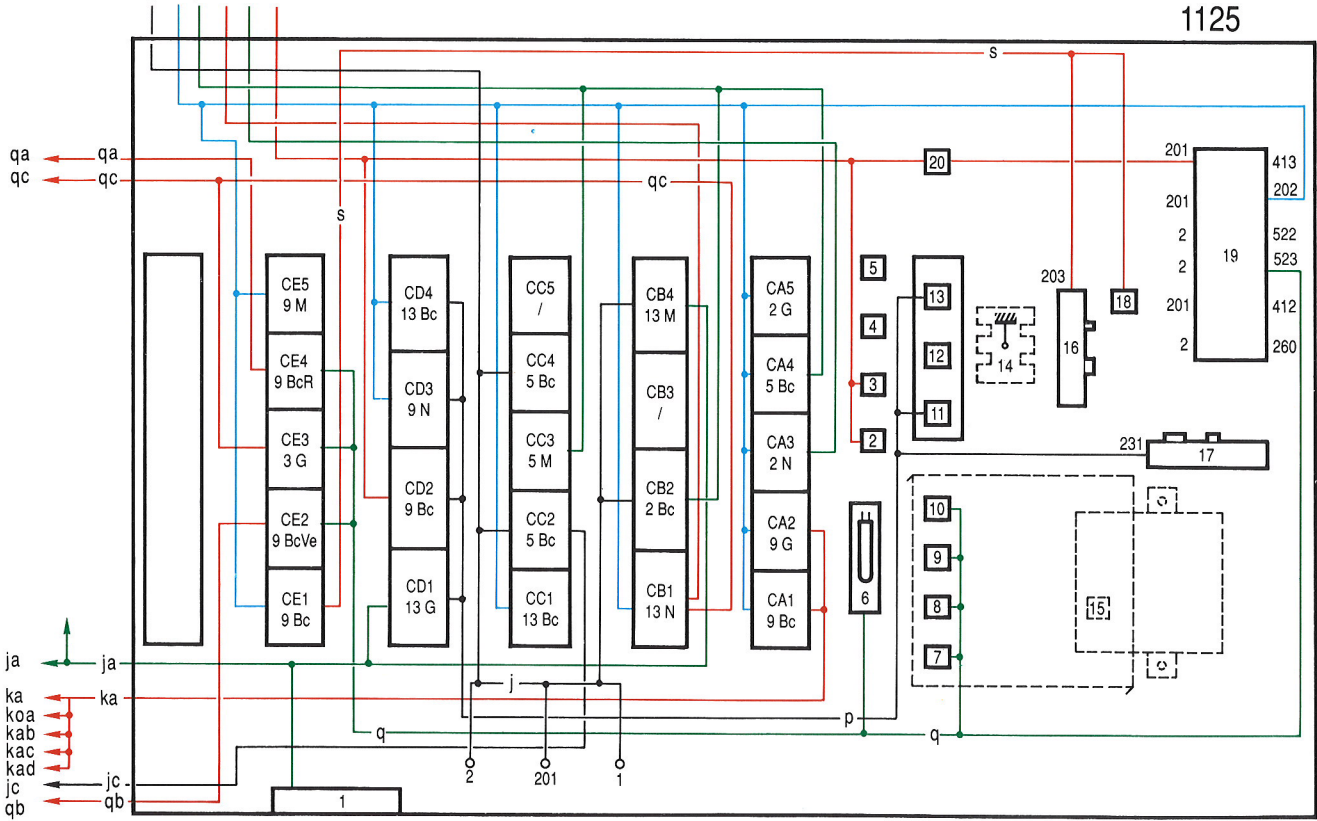 1125
s
qa
qa
qc
qc
qc
s
20
201
413
202
201
2
2
201
2
19
522
523
412
260
CE5
9 M
CE4
9 BcR
CE3
3 G
CE2
9 BcVe
CE1
9 Bc
CD4
13 Bc
CD3
9 N
CD2
9 Bc
CD1
13 G
CC5
/
CC4
5 Bc
CC3
5 M
CC2
5 Bc
CC1
13 Bc
CB4
13 M
CB3
/
CB2
2 Bc
CB1
13 N
CA5
2 G
CA4
5 Bc
CA3
2 N
CA2
9 G
CA1
9 Bc
5
4
3
2
6
13
12
11
14
203
16
18
231
17
10
9
8
7
15
ja
ja
ka
ka
koa
kab
kac
kad
jc
jc
qb
qb
j
p
q
q
2
201
1
1